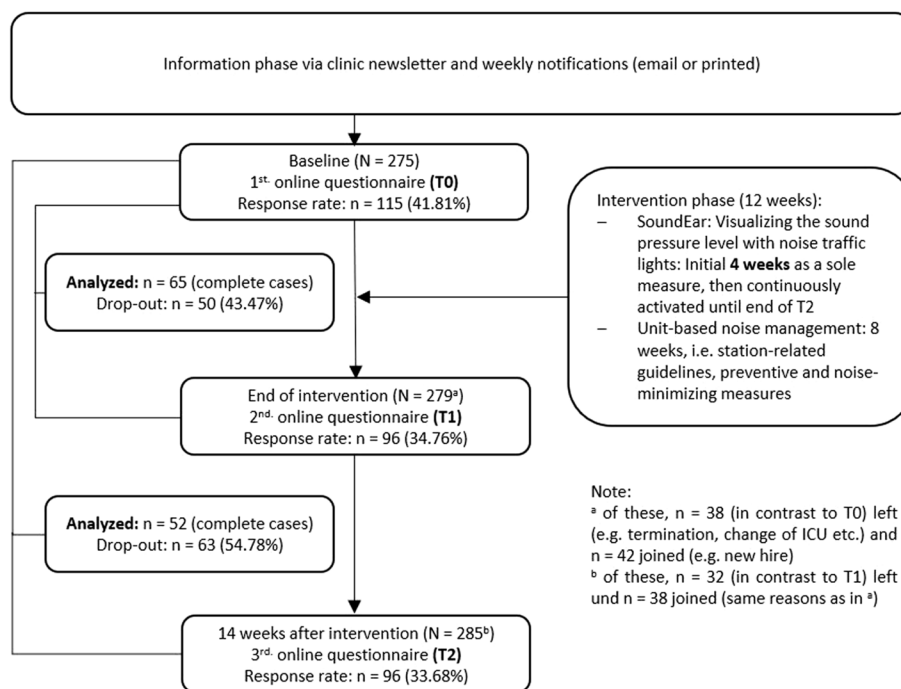 Information phase via clinic newsletter and weekly notifications (email or printed)
Baseline (N = 275)
1st. online questionnaire (T0)
Response rate: n = 115 (41.81%)
Analyzed: n = 65 (complete cases)
Drop-out: n = 50 (43.47%)
Intervention phase (12 weeks):
– SoundEar: Visualizing the sound
pressure level with noise traffic
lights: Initial 4 weeks as a sole
measure, then continuously
activated until end of T2
– Unit-based noise management: 8
weeks, i.e. station-related
guidelines, preventive and noise-
minimizing measures
End of intervention (N = 279a)
2nd. online questionnaire (T1)
Response rate: n = 96 (34.76%)
Analyzed: n = 52 (complete cases)
Drop-out: n = 63 (54.78%)
Note:
a of these, n = 38 (in contrast to T0) left
(e.g. termination, change of ICU etc.) and
n = 42 joined (e.g. new hire)
b of these, n = 32 (in contrast to T1) left
und n = 38 joined (same reasons as in a)
14 weeks after intervention (N = 285b)
3rd. online questionnaire (T2)
Response rate: n = 96 (33.68%)